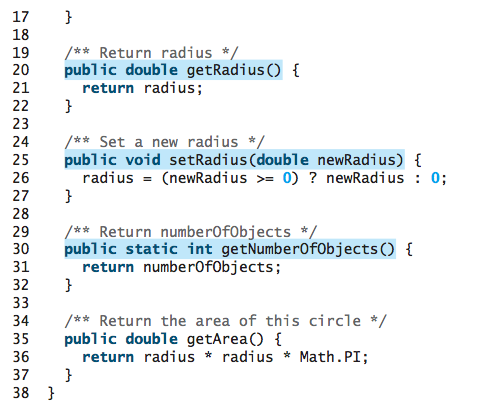 17 }
18
19 /** Return radius */
20 public double getRadius() {
21 return radius;
22 }
23
24 /** Set a new radius */
25 public void setRadius(double newRadius) {
26 radius = (newRadius >= 0) ? newRadius : 0;
27 }
28
29 /** Return numberOfObjects */
30 public static int getNumberOfObjects() {
31 return numberOfObjects;
32 }
33
34 /** Return the area of this circle */
35 public double getArea() {
36 return radius * radius * Math.PI;
37 }
38 }